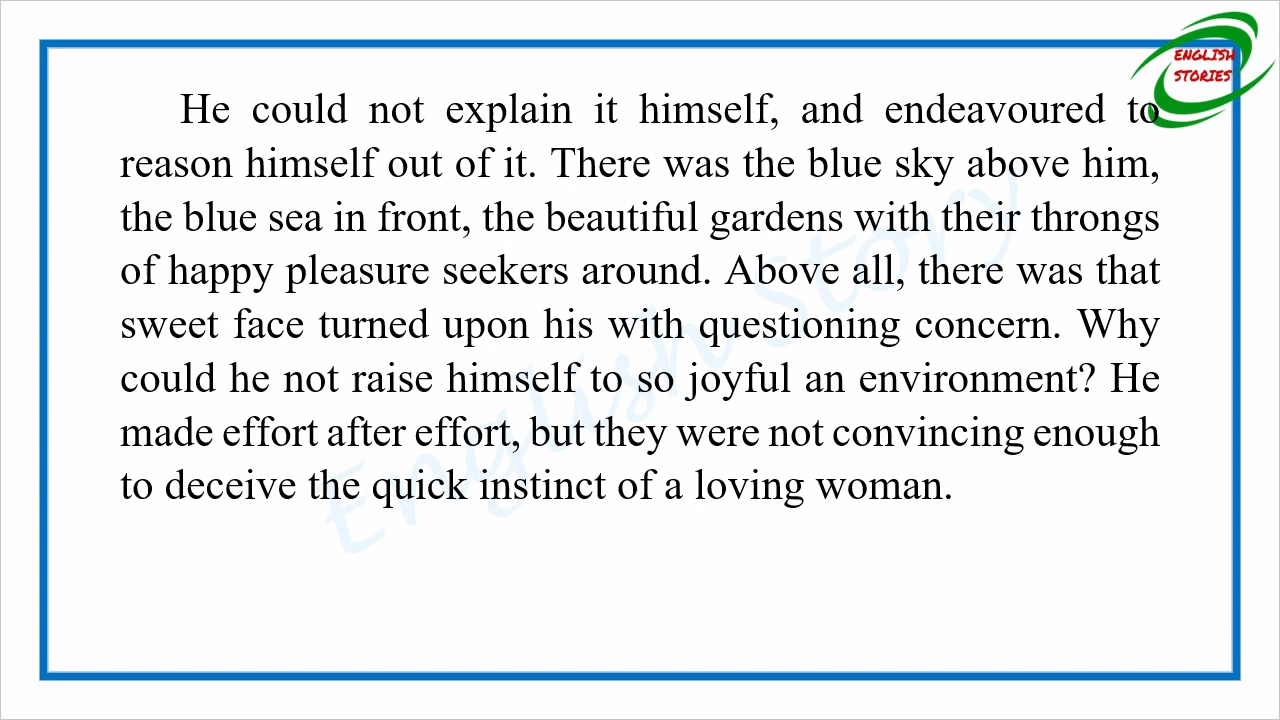 ENGLISH
STORIES
He could not explain it himself, and endeavoured to
reason himself out of it. There was the blue sky above him,
the blue sea in front, the beautiful gardens with their throngs
of happy pleasure seekers around. Above all, there was that
sweet face turned upon his with questioning concern. Why
could he not raise himself to so joyful an environment? He
made effort after effort, but they were not convincing enough
to deceive the quick instinct of a loving woman.
English Story